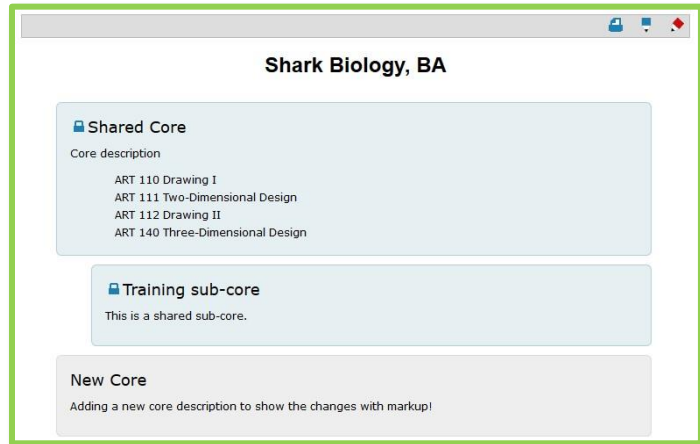 Shark Biology, BA
Shared Core
Core description
ART 110 Drawing I
ART 111 Two-Dimensional Design
ART 112 Drawing II
ART 140 Three-Dimensional Design
Training sub-core
This is a shared sub-core.
New Core
Adding a new core description to show the changes with markup!